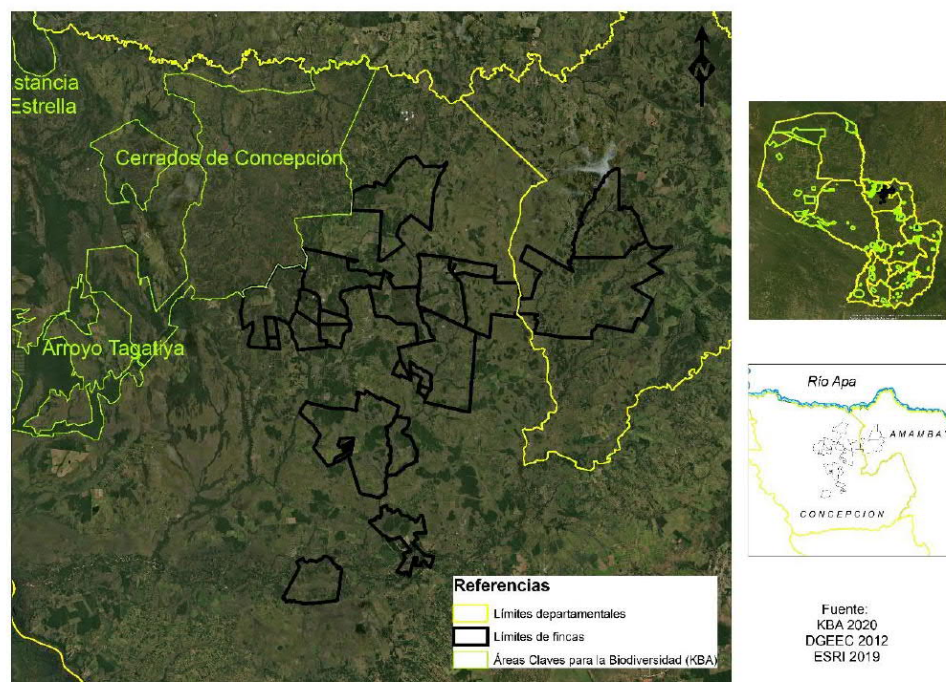 stancia
Estrella
Cerrados de Concepción
Arroyo Tagatiya
N
Referencias
Límites departamentales
Límites de fincas
Áreas Claves para la Biodiversidad (KBA)
Río Apa
AMAMBAY
CONCEPCION
Fuente:
KBA 2020
DGEEC 2012
ESRI 2019